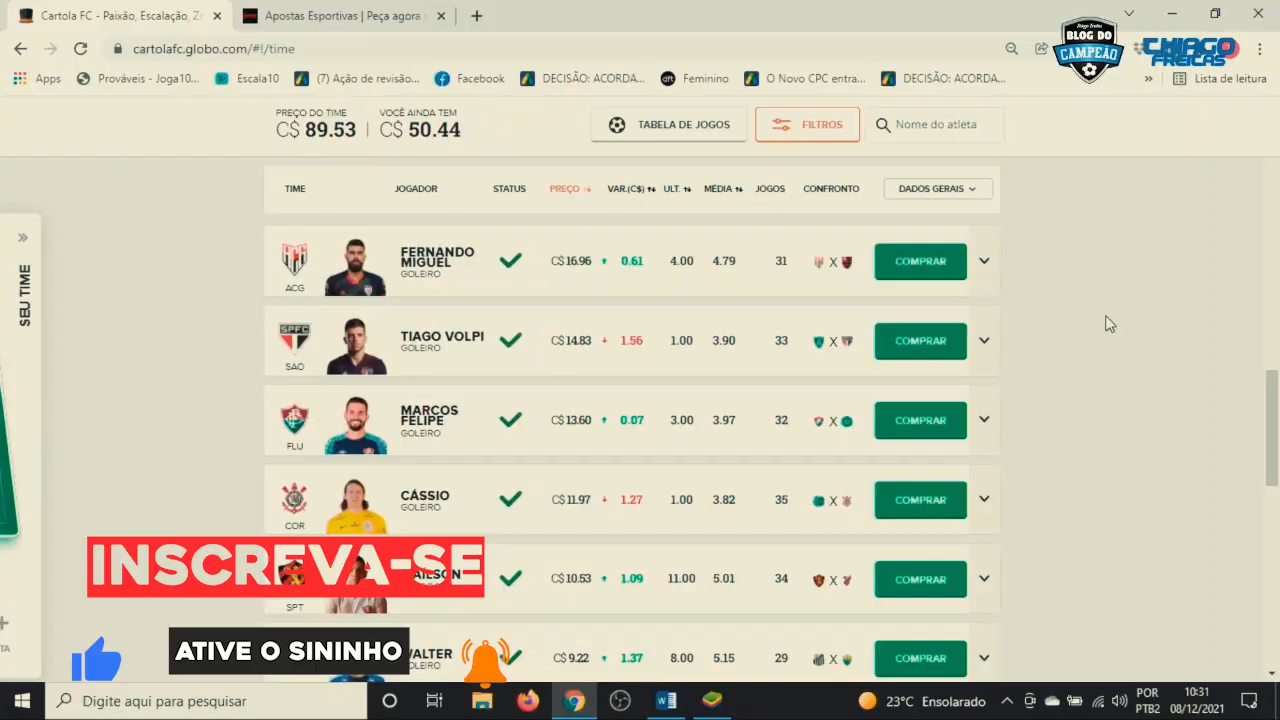 Cartola FC - Paixão, Escalação, Z
Apostas Esportivas | Peça agora
cartolafc.globo.com/#!/time
Thiago Freitas
BLOG DO
CAMPEÃO
THIAGO
FREITAS
Apps
Prováveis - Joga10...
Escala10
(7) Ação de revisão...
Facebook
DECISÃO: ACORDA...
Feminino
O Novo CPC entra...
DECISÃO: ACORDA...
Lista de leitura
PREÇO DO TIME
C$ 89.53
VOCÊ AINDA TEM
C$ 50.44
TABELA DE JOGOS
FILTROS
Nome do atleta
SEU TIME
TIME JOGADOR STATUS PREÇO VAR.(C$) ULT. MÉDIA JOGOS CONFRONTO DADOS GERAIS
ACG
FERNANDO
MIGUEL
GOLEIRO
C$ 16.96 0.61 4.00 4.79 31 X COMPRAR
SPFC
SAO
TIAGO VOLPI
GOLEIRO
C$ 14.83 1.56 1.00 3.90 33 X COMPRAR
FLU
MARCOS
FELIPE
GOLEIRO
C$ 13.60 0.07 3.00 3.97 32 X COMPRAR
COR
CÁSSIO
GOLEIRO
C$ 11.97 1.27 1.00 3.82 35 X COMPRAR
INSCREVA-SE
SPT
C$ 10.53 1.09 11.00 5.01 34 X COMPRAR
ATIVE O SININHO
GOLEIRO
C$ 9.22 1.37 8.00 5.15 29 X COMPRAR
TA
Digite aqui para pesquisar
23°C Ensolarado
POR
PTB2
10:31
08/12/2021